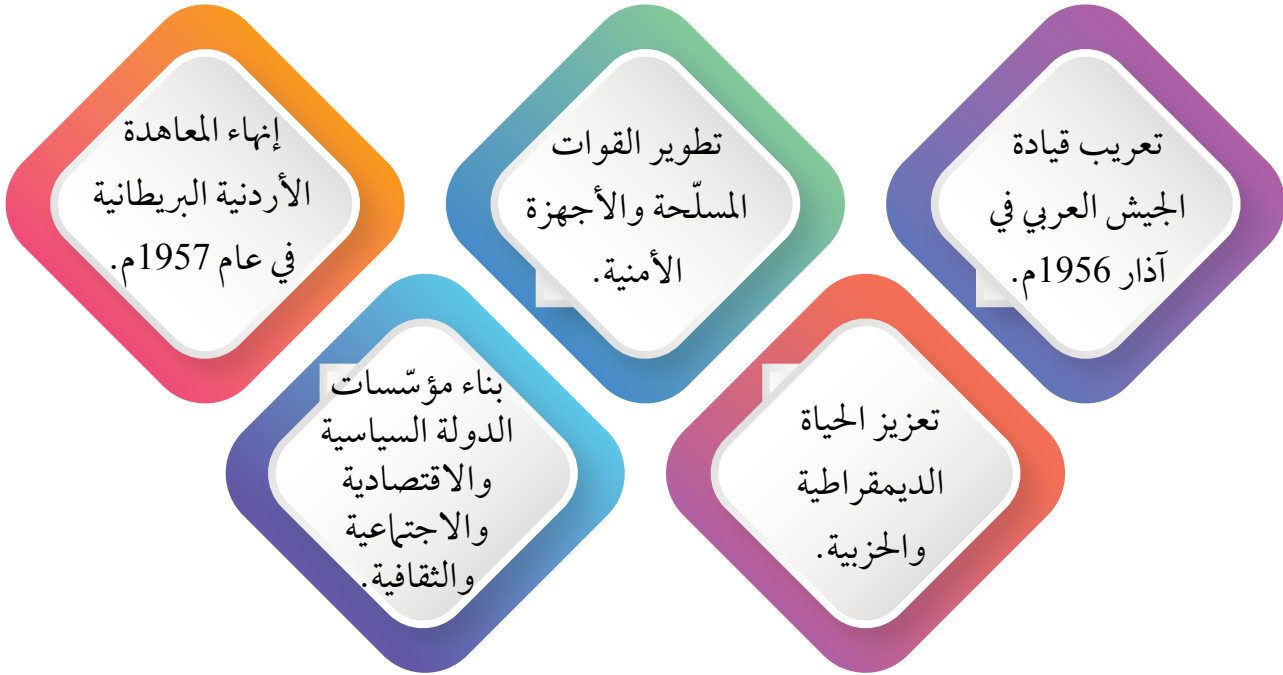 تعريب قيادة
الجيش العربي في
آذار 1956م.
تطوير القوات
المسلّحة والأجهزة
الأمنية.
إنهاء المعاهدة
الأردنية البريطانية
في عام 1957م.
تعزيز الحياة
الديمقراطية
والحزبية.
بناء مؤسّسات
الدولة السياسية
والاقتصادية
والاجتماعية
والثقافية.